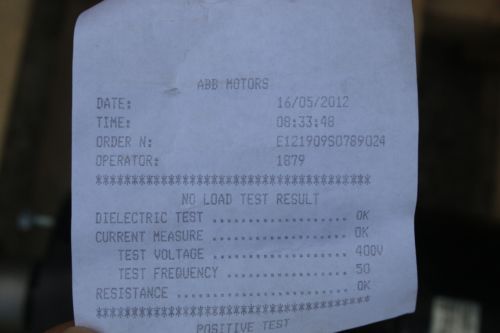 ABB MOTORS
DATE: 16/05/2012
TIME: 08:33:48
ORDER N: E121909S0789024
OPERATOR: 1879
**************************************
NO LOAD TEST RESULT
DIELECTRIC TEST ................... OK
CURRENT MEASURE ................... OK
TEST VOLTAGE .................. 400V
TEST FREQUENCY ................. 50
RESISTANCE ........................ OK
**************************************
POSITIVE TEST